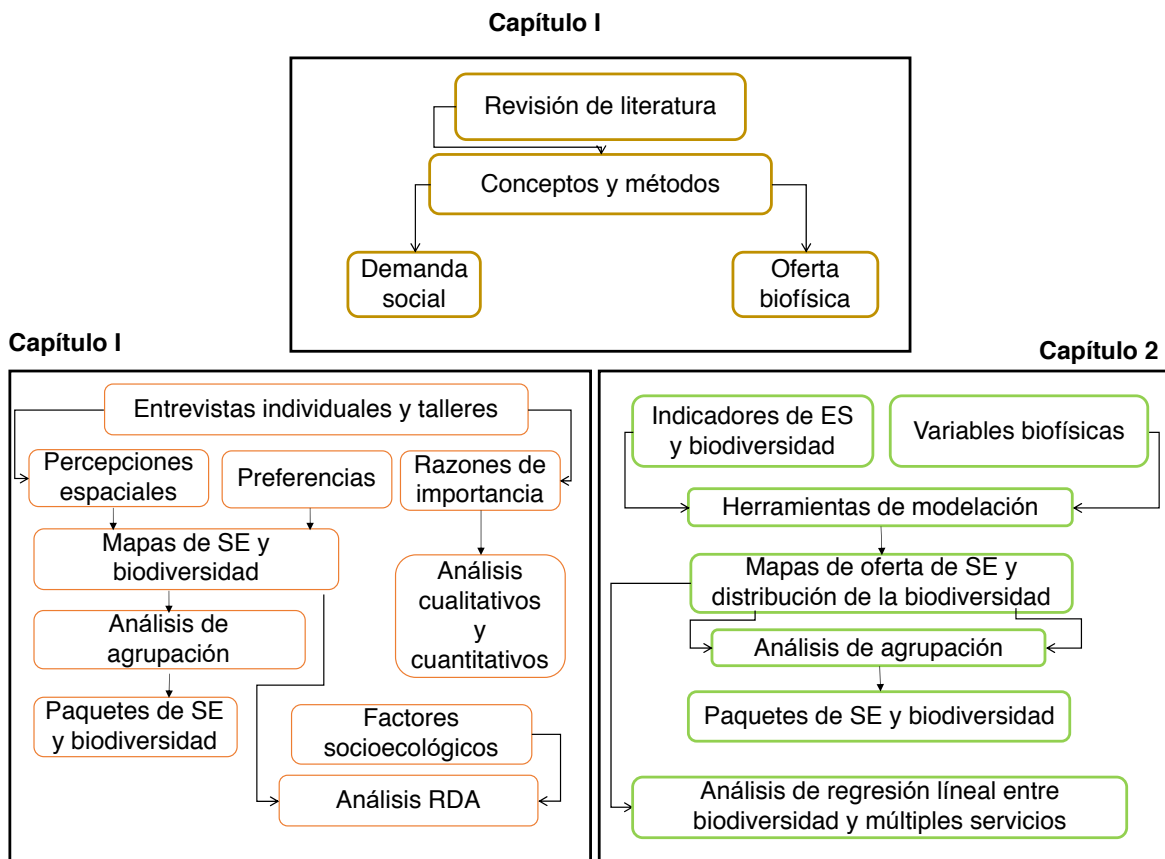 Capítulo I
Revisión de literatura
Conceptos y métodos
Demanda
social
Oferta
biofísica
Capítulo I
Entrevistas individuales y talleres
Percepciones
espaciales
Preferencias
Razones de
importancia
Mapas de SE y
biodiversidad
Análisis
cualitativos
y
cuantitativos
Análisis de
agrupación
Paquetes de SE
y biodiversidad
Factores
socioecológicos
Análisis RDA
Capítulo 2
Indicadores de ES
y biodiversidad
Variables biofísicas
Herramientas de modelación
Mapas de oferta de SE y
distribución de la biodiversidad
Análisis de agrupación
Paquetes de SE y biodiversidad
Análisis de regresión líneal entre
biodiversidad y múltiples servicios